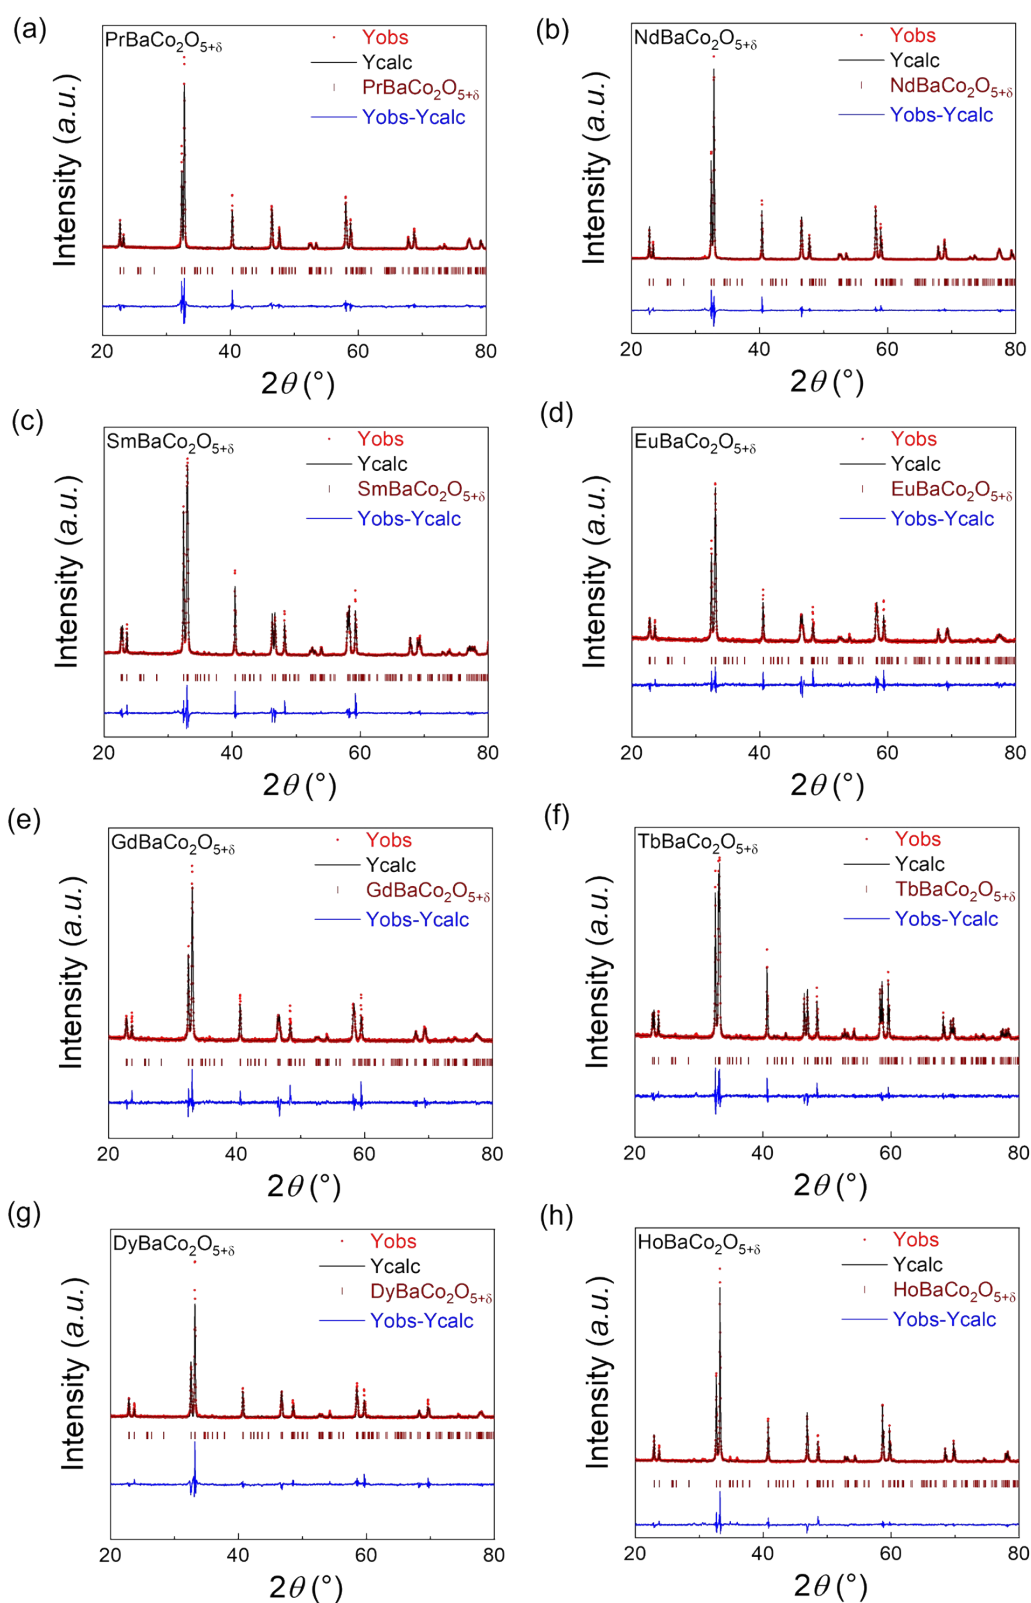 (a)
PrBaCo₂O₅₊δ
Yobs
Ycalc
PrBaCo₂O₅₊δ
Yobs-Ycalc
Intensity (a.u.)
20 40 60 80
2θ (°)
(b)
NdBaCo₂O₅₊δ
Yobs
Ycalc
NdBaCo₂O₅₊δ
Yobs-Ycalc
Intensity (a.u.)
20 40 60 80
2θ (°)
(c)
SmBaCo₂O₅₊δ
Yobs
Ycalc
SmBaCo₂O₅₊δ
Yobs-Ycalc
Intensity (a.u.)
20 40 60 80
2θ (°)
(d)
EuBaCo₂O₅₊δ
Yobs
Ycalc
EuBaCo₂O₅₊δ
Yobs-Ycalc
Intensity (a.u.)
20 40 60 80
2θ (°)
(e)
GdBaCo₂O₅₊δ
Yobs
Ycalc
GdBaCo₂O₅₊δ
Yobs-Ycalc
Intensity (a.u.)
20 40 60 80
2θ (°)
(f)
TbBaCo₂O₅₊δ
Yobs
Ycalc
TbBaCo₂O₅₊δ
Yobs-Ycalc
Intensity (a.u.)
20 40 60 80
2θ (°)
(g)
DyBaCo₂O₅₊δ
Yobs
Ycalc
DyBaCo₂O₅₊δ
Yobs-Ycalc
Intensity (a.u.)
20 40 60 80
2θ (°)
(h)
HoBaCo₂O₅₊δ
Yobs
Ycalc
HoBaCo₂O₅₊δ
Yobs-Ycalc
Intensity (a.u.)
20 40 60 80
2θ (°)